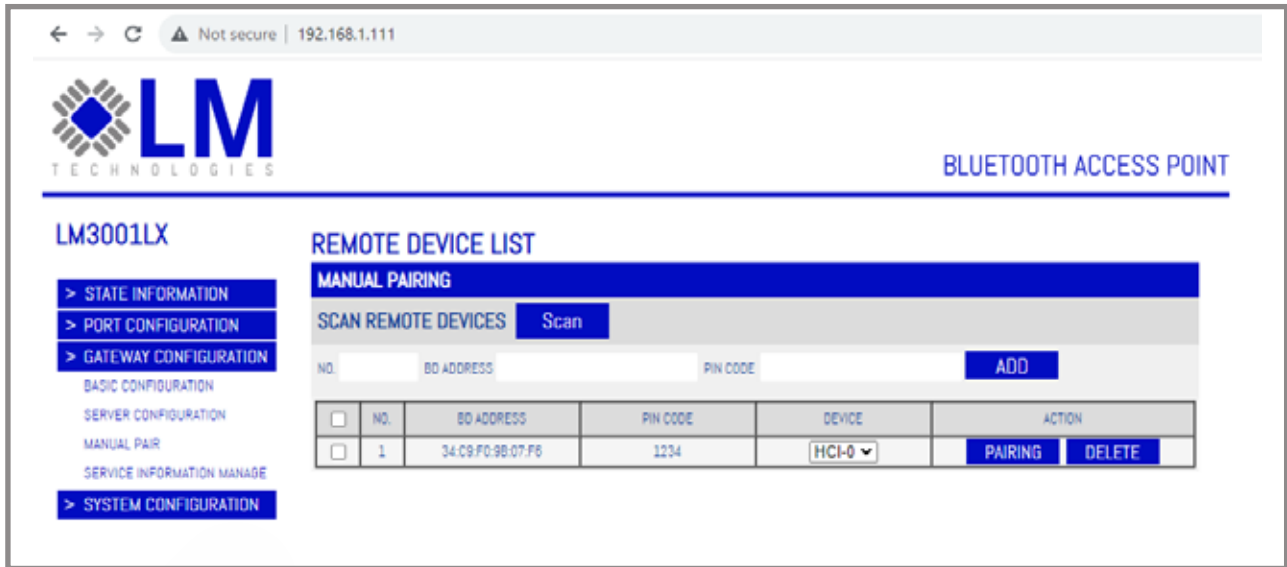 Not secure | 192.168.1.111
LM
TECHNOLOGIES
BLUETOOTH ACCESS POINT
LM3001LX
> STATE INFORMATION
> PORT CONFIGURATION
> GATEWAY CONFIGURATION
BASIC CONFIGURATION
SERVER CONFIGURATION
MANUAL PAIR
SERVICE INFORMATION MANAGE
> SYSTEM CONFIGURATION
REMOTE DEVICE LIST
MANUAL PAIRING
SCAN REMOTE DEVICES Scan
NO. BD ADDRESS PIN CODE ADD
NO. BD ADDRESS PIN CODE DEVICE ACTION
1 34:C9:F0:9B:07:F6 1234 HCI-0 PAIRING DELETE